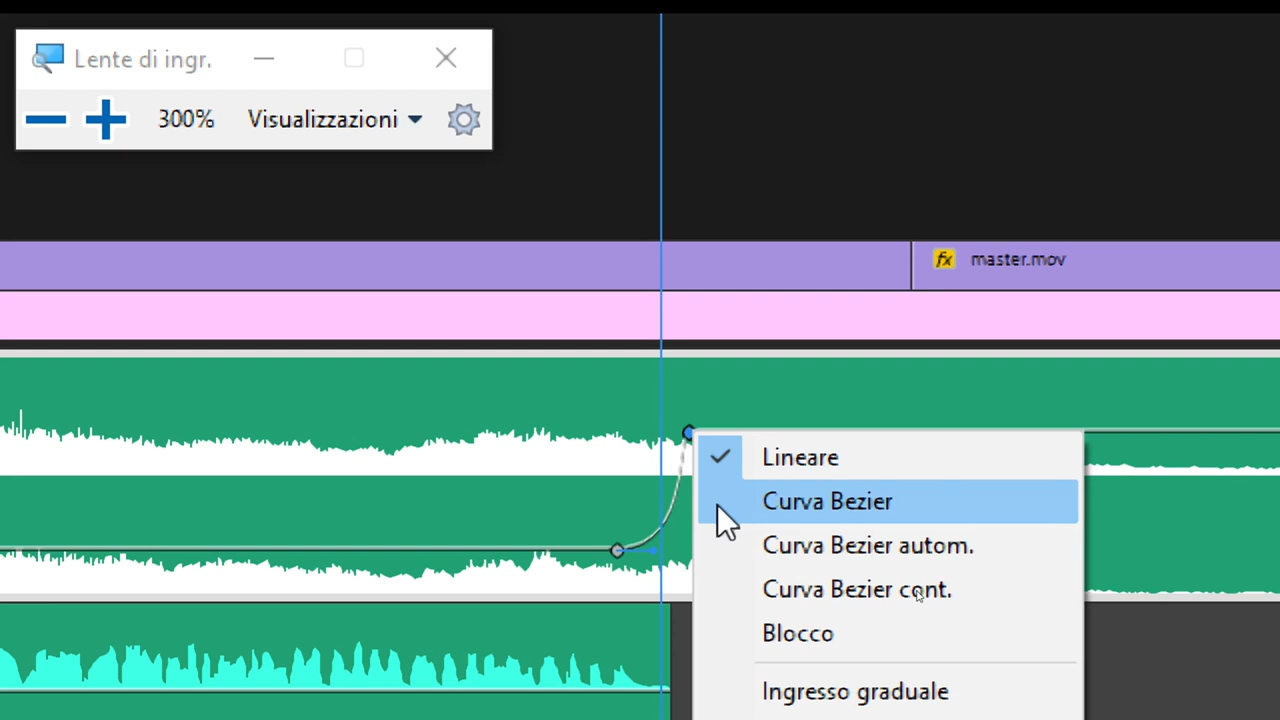 Lente di ingr.
300%
Visualizzazioni
fx
master.mov
Lineare
Curva Bezier
Curva Bezier autom.
Curva Bezier cont.
Blocco
Ingresso graduale